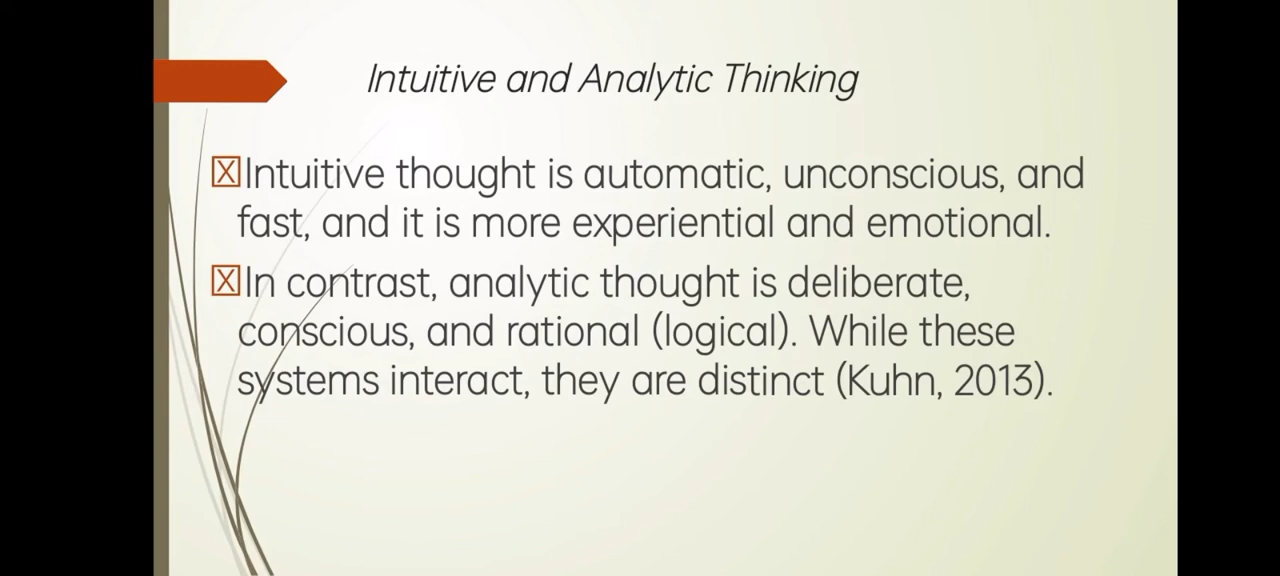 Intuitive and Analytic Thinking
☒Intuitive thought is automatic, unconscious, and
fast, and it is more experiential and emotional.
☒In contrast, analytic thought is deliberate,
conscious, and rational (logical). While these
systems interact, they are distinct (Kuhn, 2013).